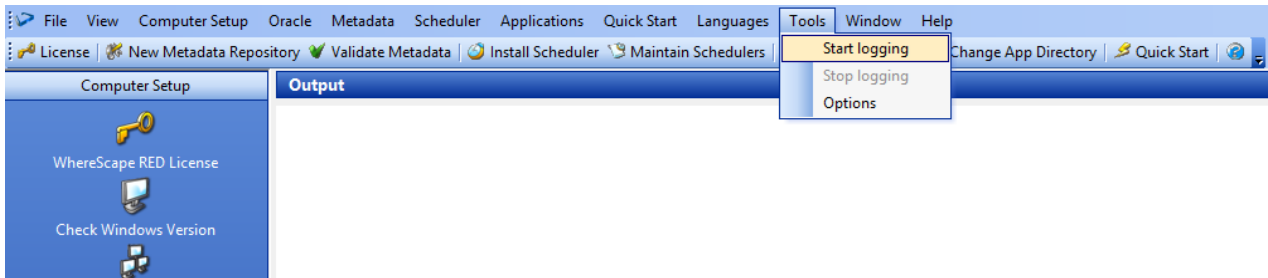 File View Computer Setup Oracle Metadata Scheduler Applications Quick Start Languages Tools Window Help
License New Metadata Repository Validate Metadata Install Scheduler Maintain Schedulers Change App Directory Quick Start
Start logging
Stop logging
Options
Computer Setup
Output
WhereScape RED License
Check Windows Version